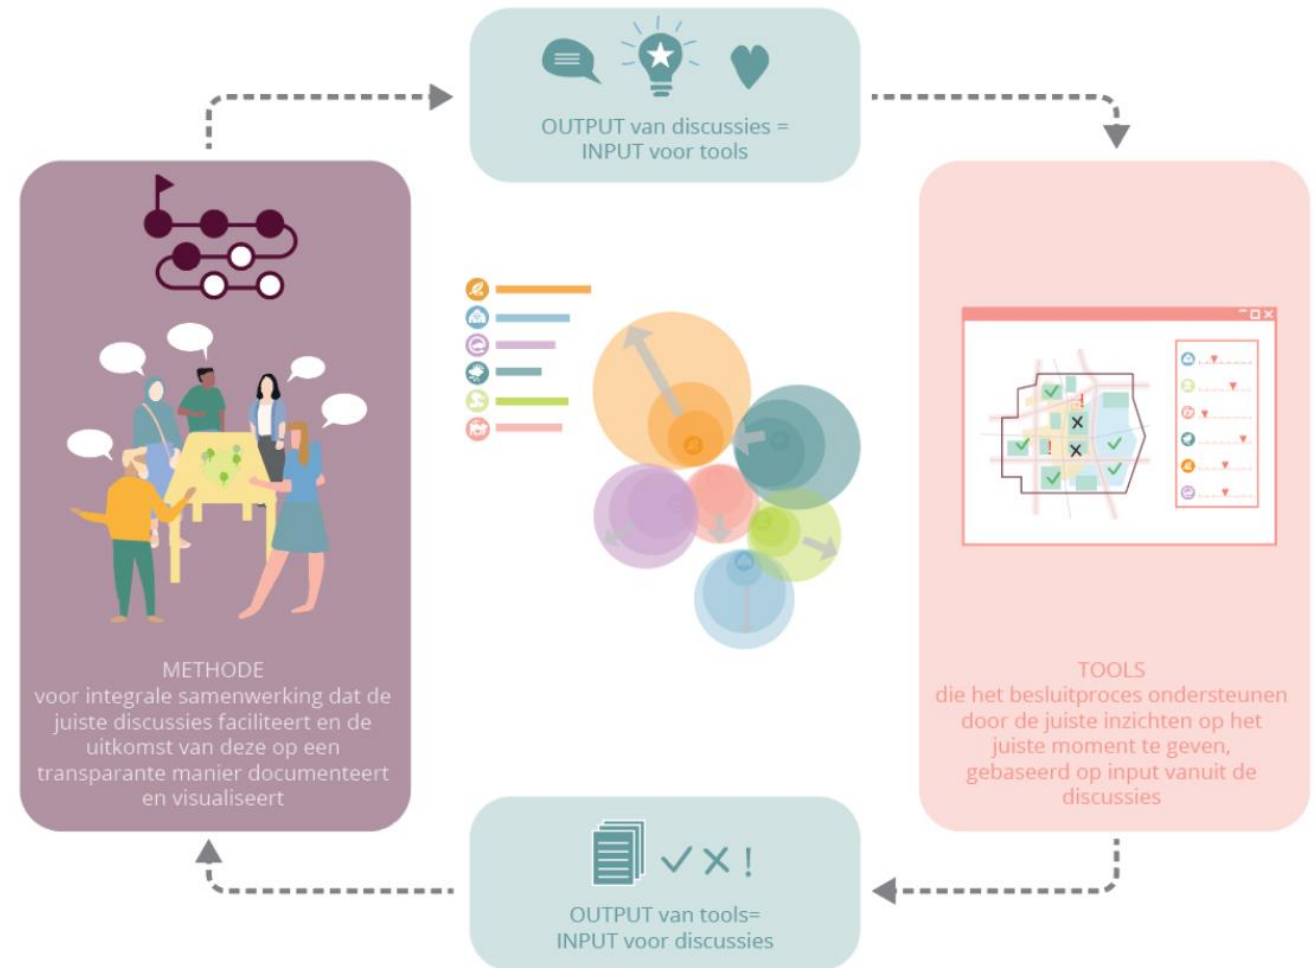 OUTPUT van discussies =
INPUT voor tools
METHODE
voor integrale samenwerking dat de
juiste discussies faciliteert en de
uitkomst van deze op een
transparante manier documenteert
en visualiseert
TOOLS
die het besluitproces ondersteunen
door de juiste inzichten op het
juiste moment te geven,
gebaseerd op input vanuit de
discussies
OUTPUT van tools=
INPUT voor discussies